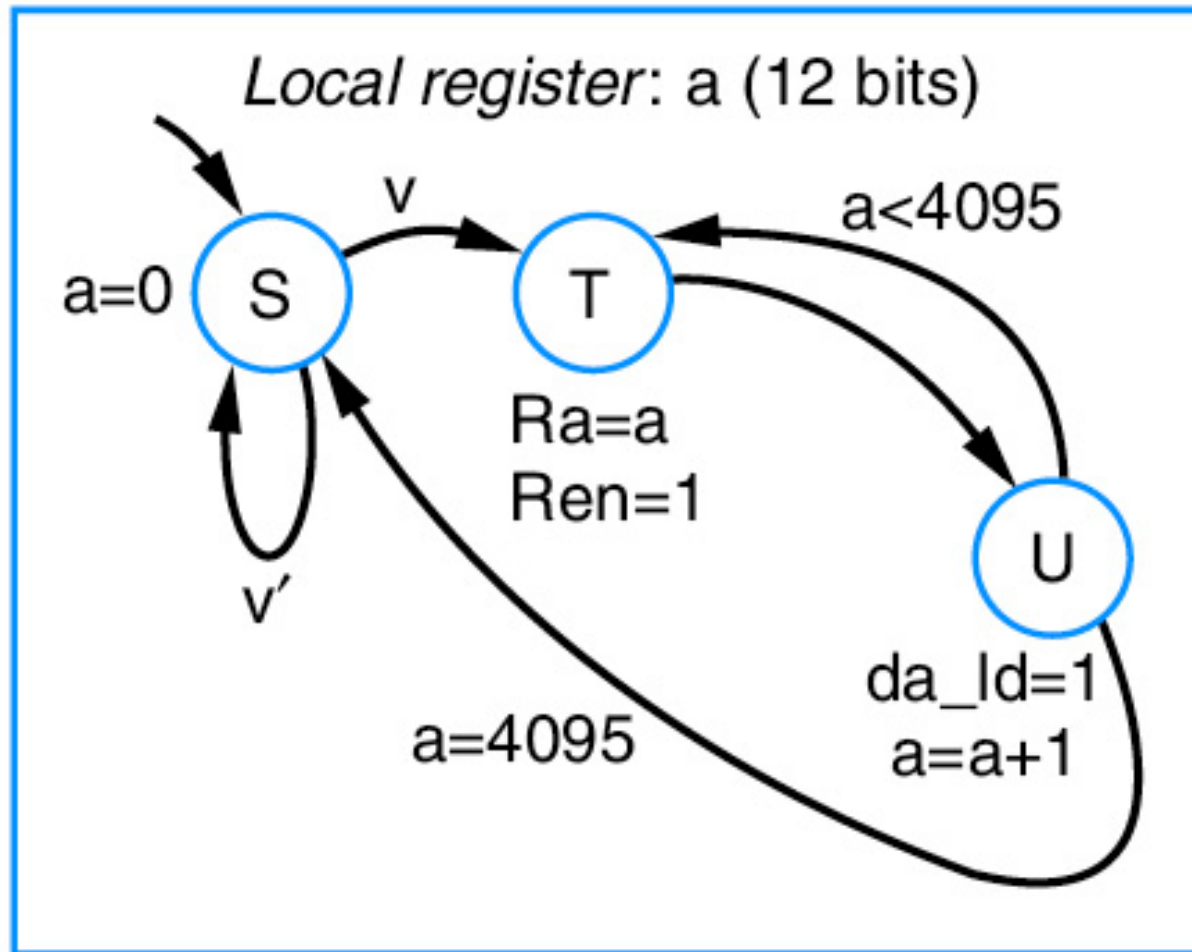 Local register: a (12 bits)
v
a<4095
a=0
S
T
Ra=a
Ren=1
v′
U
da_ld=1
a=4095
a=a+1